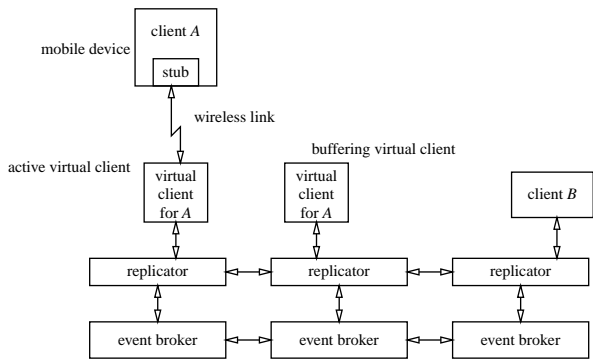 client A
mobile device
stub
wireless link
buffering virtual client
active virtual client
virtual
client
for A
virtual
client
for A
client B
replicator
replicator
replicator
event broker
event broker
event broker